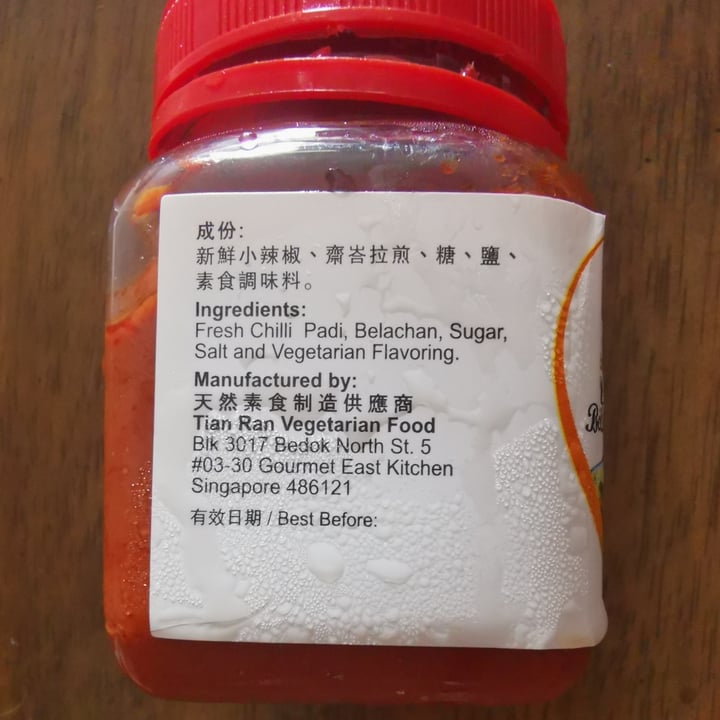 成份：
新鮮小辣椒、齋峇拉煎、糖、鹽、
素食調味料。
Ingredients:
Fresh Chilli Padi, Belachan, Sugar,
Salt and Vegetarian Flavoring.
Manufactured by:
天然素食制造供應商
Tian Ran Vegetarian Food
Blk 3017 Bedok North St. 5
#03-30 Gourmet East Kitchen
Singapore 486121
有效日期 / Best Before: